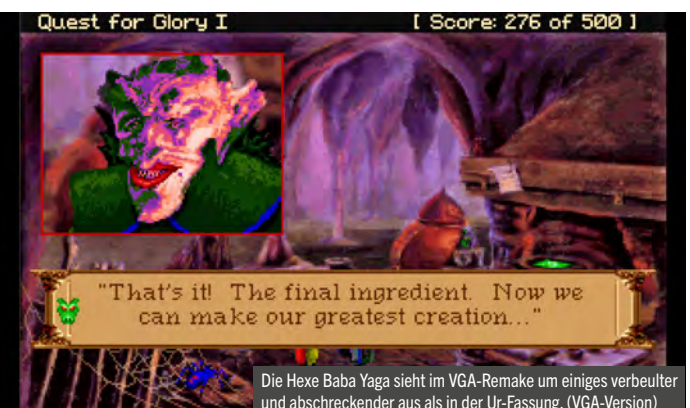 Quest for Glory I [ Score: 276 of 500 ]
"That's it! The final ingredient. Now we
can make our greatest creation..."
Die Hexe Baba Yaga sieht im VGA-Remake um einiges verbeulter
und abschreckender aus als in der Ur-Fassung. (VGA-Version)